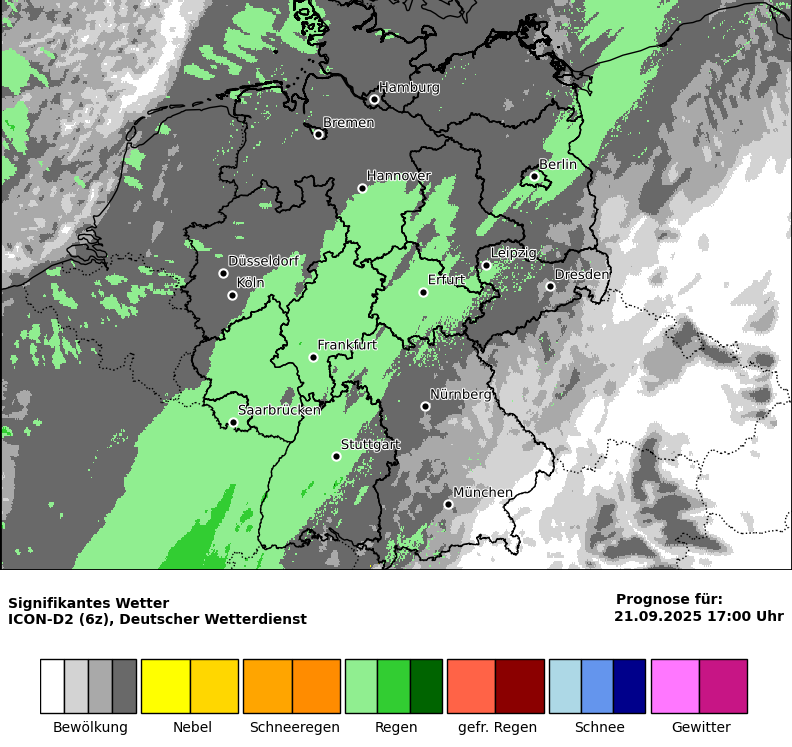 Hamburg
Bremen
Berlin
Hannover
Leipzig
Düsseldorf
Dresden
Köln
Erfurt
Frankfurt
Nürnberg
Saarbrücken
Stuttgart
München
Signifikantes Wetter
ICON-D2 (6z), Deutscher Wetterdienst
Prognose für:
21.09.2025 17:00 Uhr
Bewölkung Nebel Schneeregen Regen gefr. Regen Schnee Gewitter